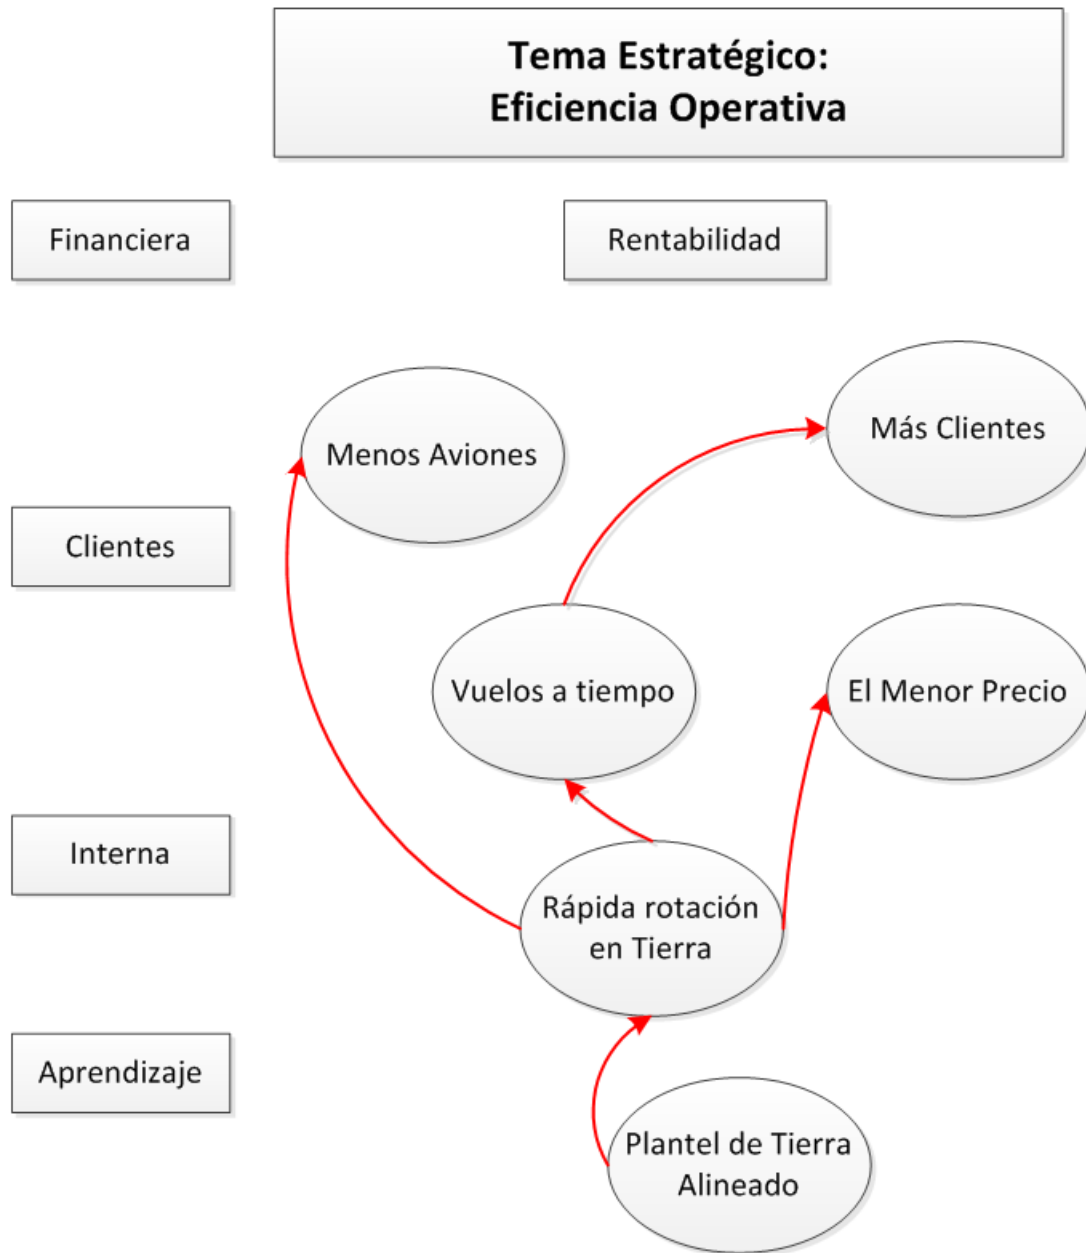 Tema Estratégico:
Eficiencia Operativa
Financiera
Rentabilidad
Menos Aviones
Más Clientes
Clientes
Vuelos a tiempo
El Menor Precio
Interna
Rápida rotación
en Tierra
Aprendizaje
Plantel de Tierra
Alineado